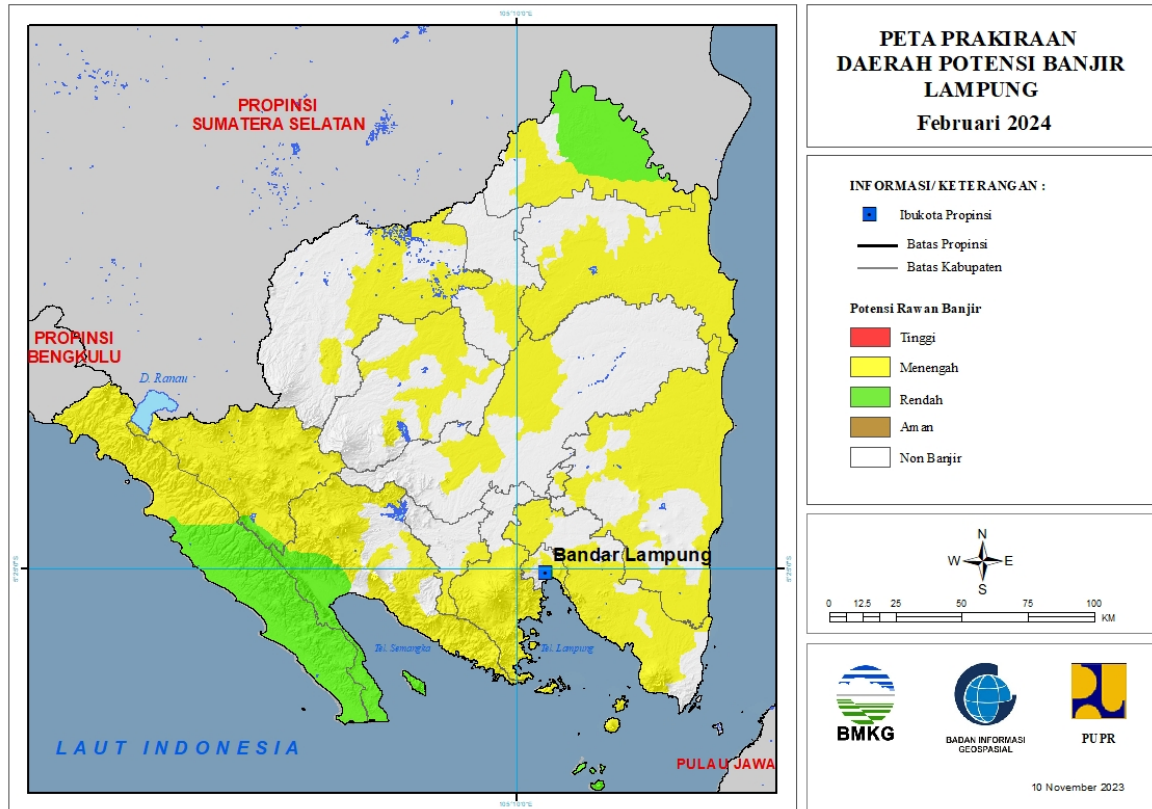 PETA PRAKIRAAN
DAERAH POTENSI BANJIR
LAMPUNG
Februari 2024
INFORMASI/ KETERANGAN :
Ibukota Propinsi
Batas Propinsi
Batas Kabupaten
Potensi Rawan Banjir
Tinggi
Menengah
Rendah
Aman
Non Banjir
N
W E
S
0 12.5 25 50 75 100
KM
BMKG
BADAN INFORMASI
GEOSPASIAL
PUPR
10 November 2023
PROPINSI
SUMATERA SELATAN
PROPINSI
BENGKULU
D. Ranau
Bandar Lampung
Tel. Semangka
Tel. Lampung
LAUT INDONESIA
PULAU JAWA